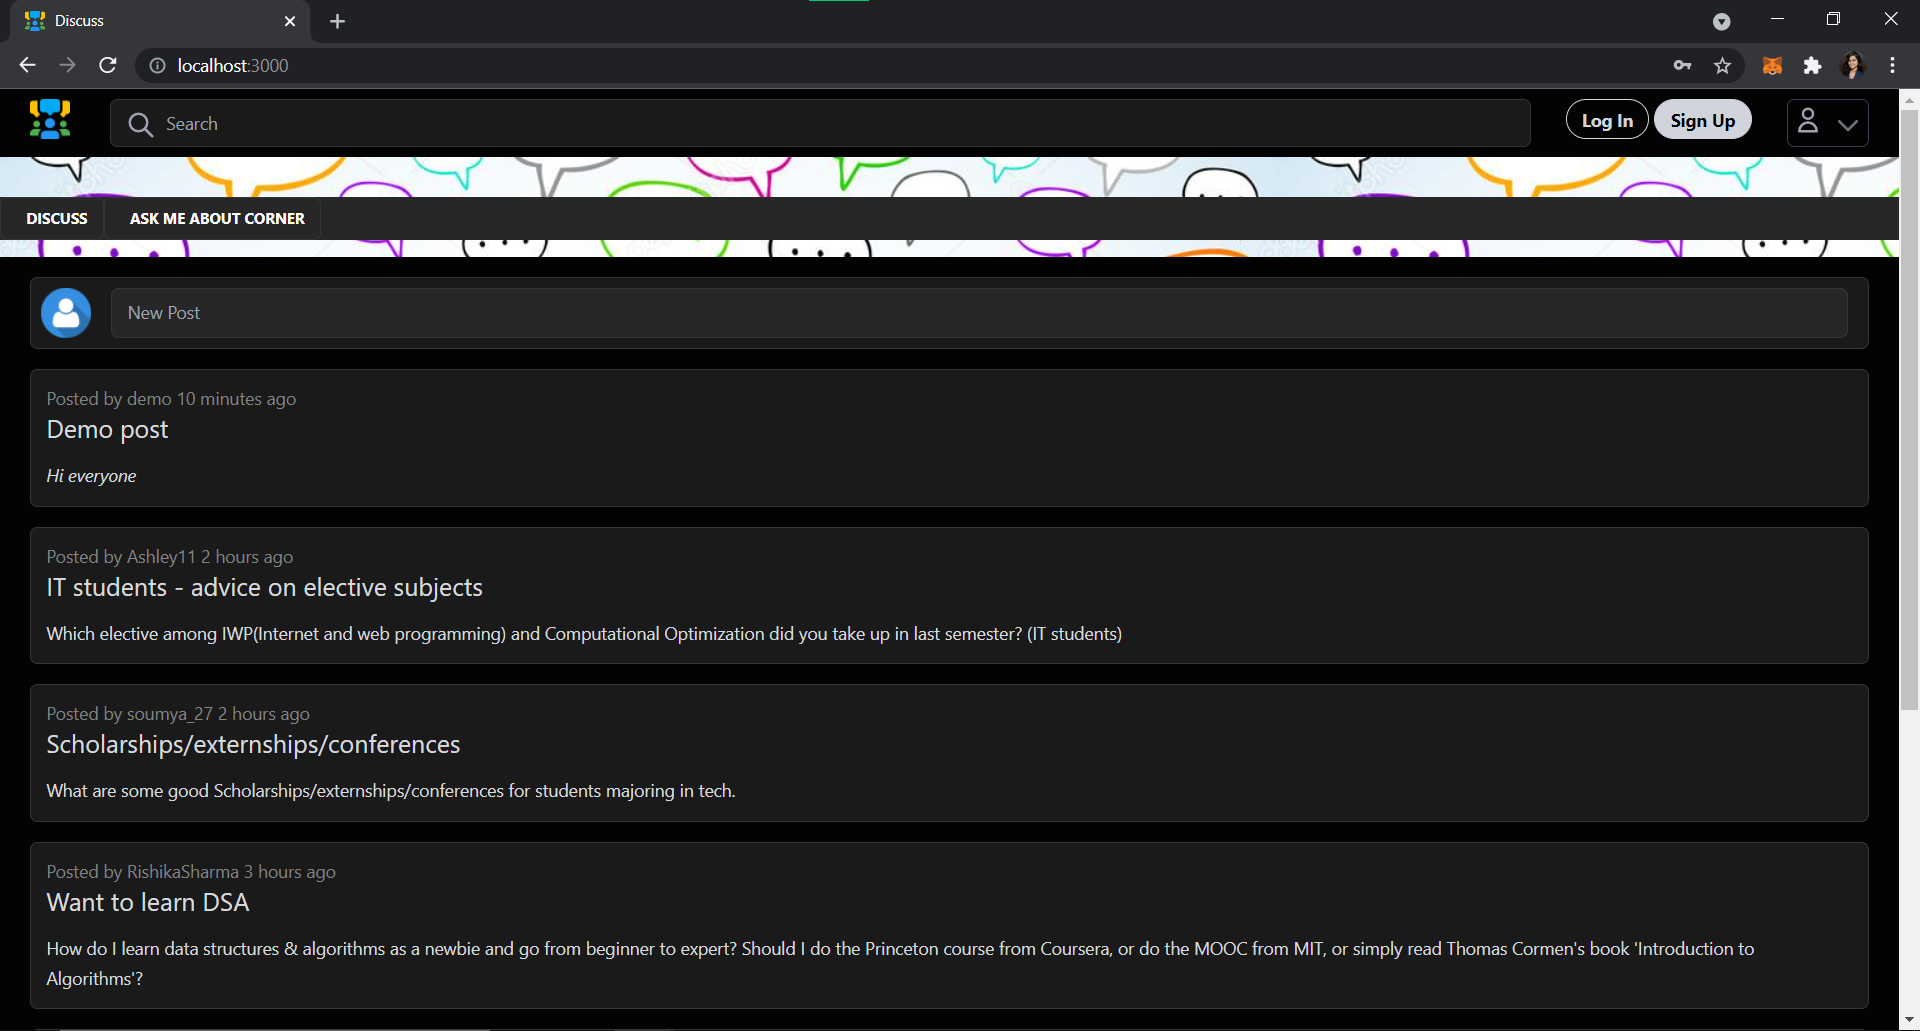 Discuss
localhost:3000
Search
Log In
Sign Up
DISCUSS
ASK ME ABOUT CORNER
New Post
Posted by demo 10 minutes ago
Demo post
Hi everyone
Posted by Ashley11 2 hours ago
IT students - advice on elective subjects
Which elective among IWP(Internet and web programming) and Computational Optimization did you take up in last semester? (IT students)
Posted by soumya_27 2 hours ago
Scholarships/externships/conferences
What are some good Scholarships/externships/conferences for students majoring in tech.
Posted by RishikaSharma 3 hours ago
Want to learn DSA
How do I learn data structures & algorithms as a newbie and go from beginner to expert? Should I do the Princeton course from Coursera, or do the MOOC from MIT, or simply read Thomas Cormen's book 'Introduction to
Algorithms'?